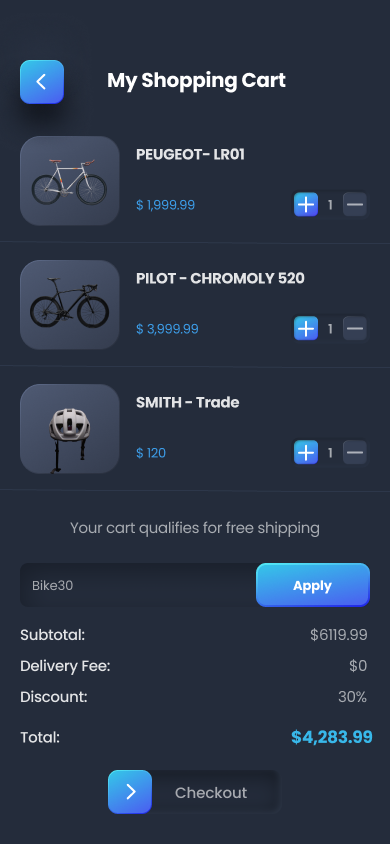 My Shopping Cart
PEUGEOT- LR01
$ 1,999.99
1
PILOT - CHROMOLY 520
$ 3,999.99
1
SMITH - Trade
$ 120
1
Your cart qualifies for free shipping
Bike30 Apply
Subtotal: $6119.99
Delivery Fee: $0
Discount: 30%
Total: $4,283.99
Checkout